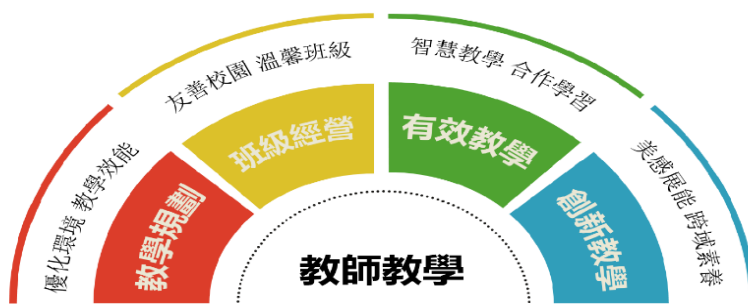 優化環境 教學效能
友善校園 溫馨班級
智慧教學 合作學習
美感展能 跨域素養
教學規劃
班級經營
有效教學
創新教學
教師教學